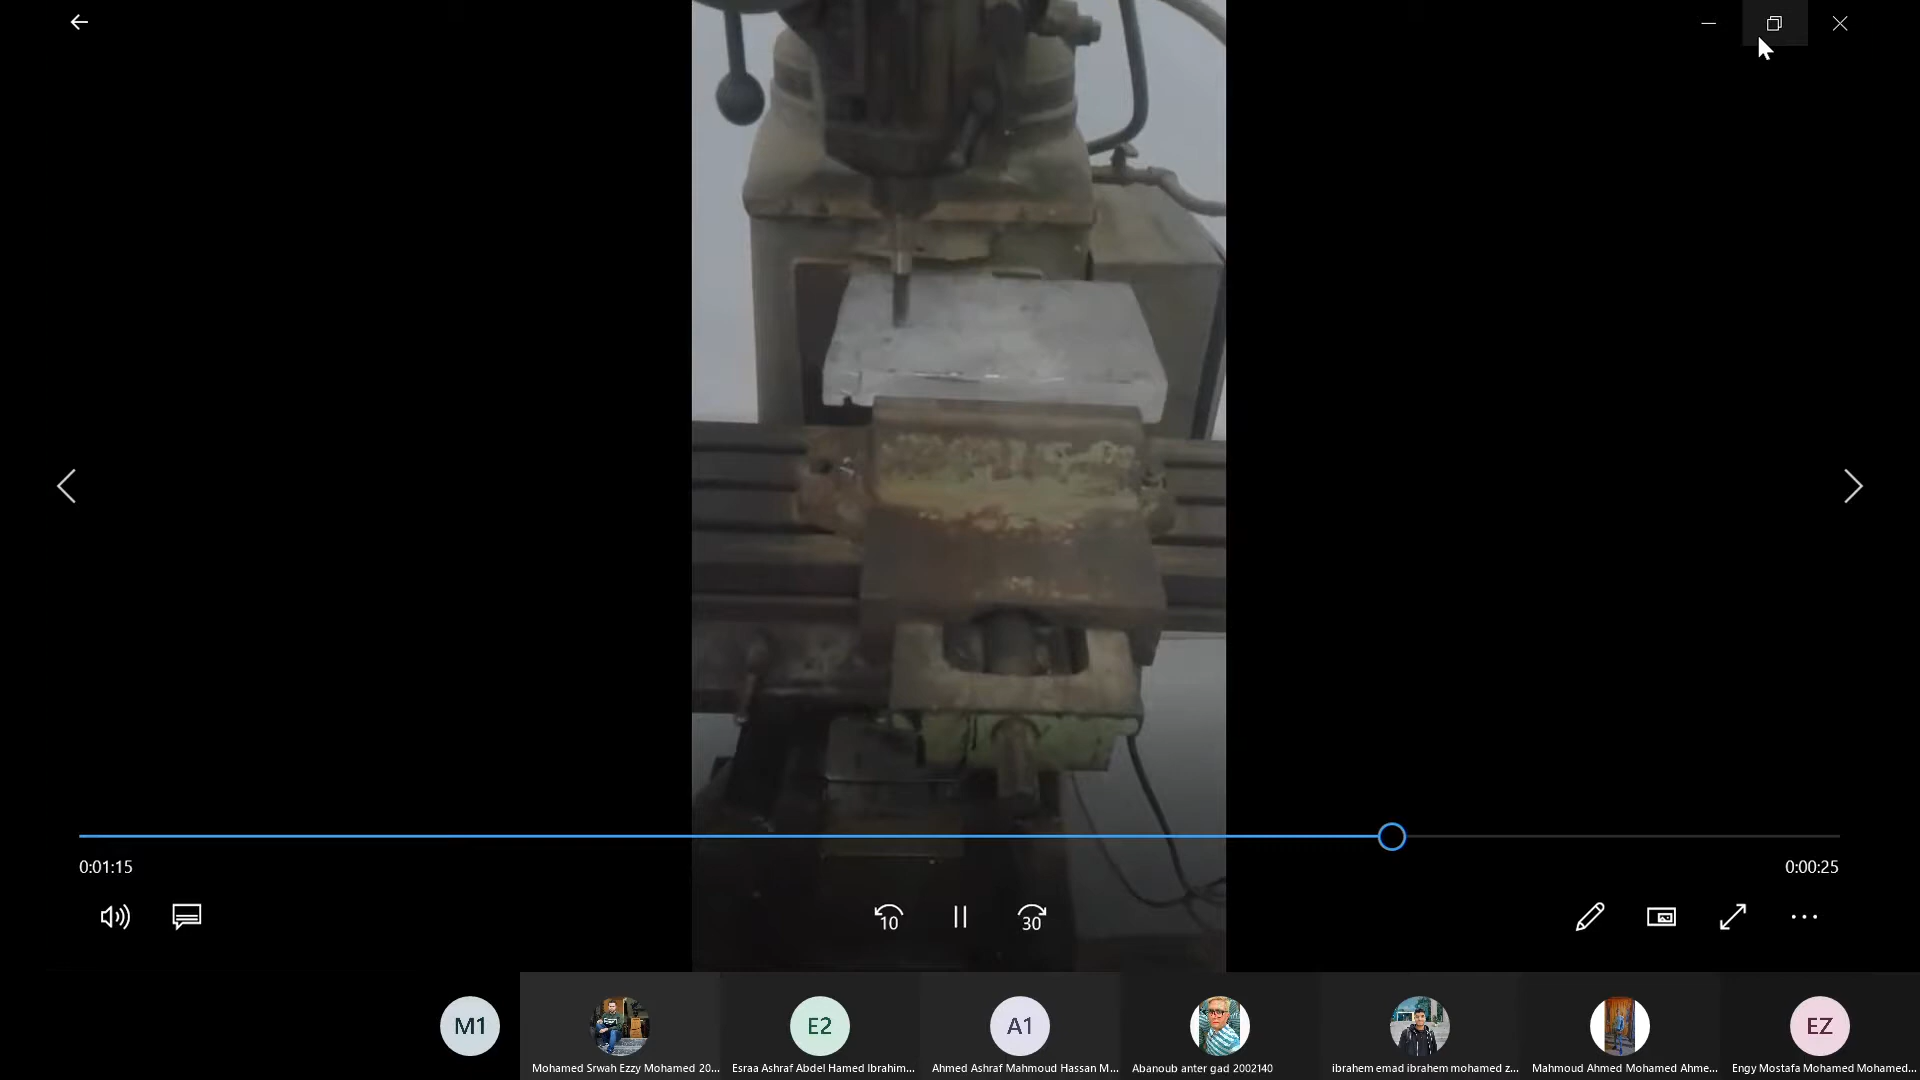 0:01:15
0:00:25
10
30
M1
E2
A1
EZ
Mohamed Srwah Ezzy Mohamed 20...
Esraa Ashraf Abdel Hamed Ibrahim...
Ahmed Ashraf Mahmoud Hassan M...
Abanoub anter gad 2002140
ibrahem emad ibrahem mohamed z...
Mahmoud Ahmed Mohamed Ahme...
Engy Mostafa Mohamed Mohamed...